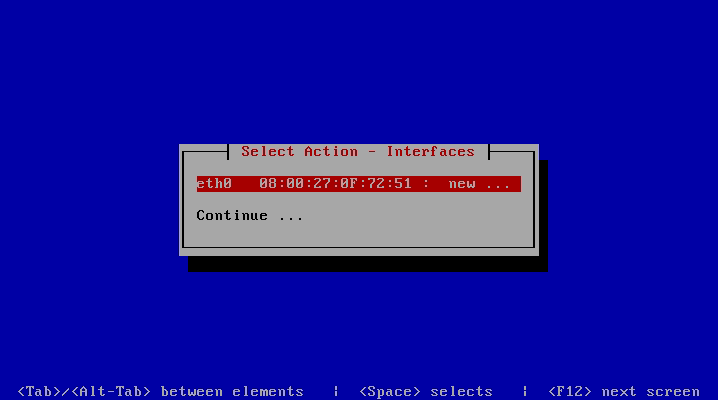 Select Action - Interfaces
eth0   08:00:27:0F:72:51 :  new ...
Continue ...
<Tab>/<Alt-Tab> between elements   |  <Space> selects   |  <F12> next screen